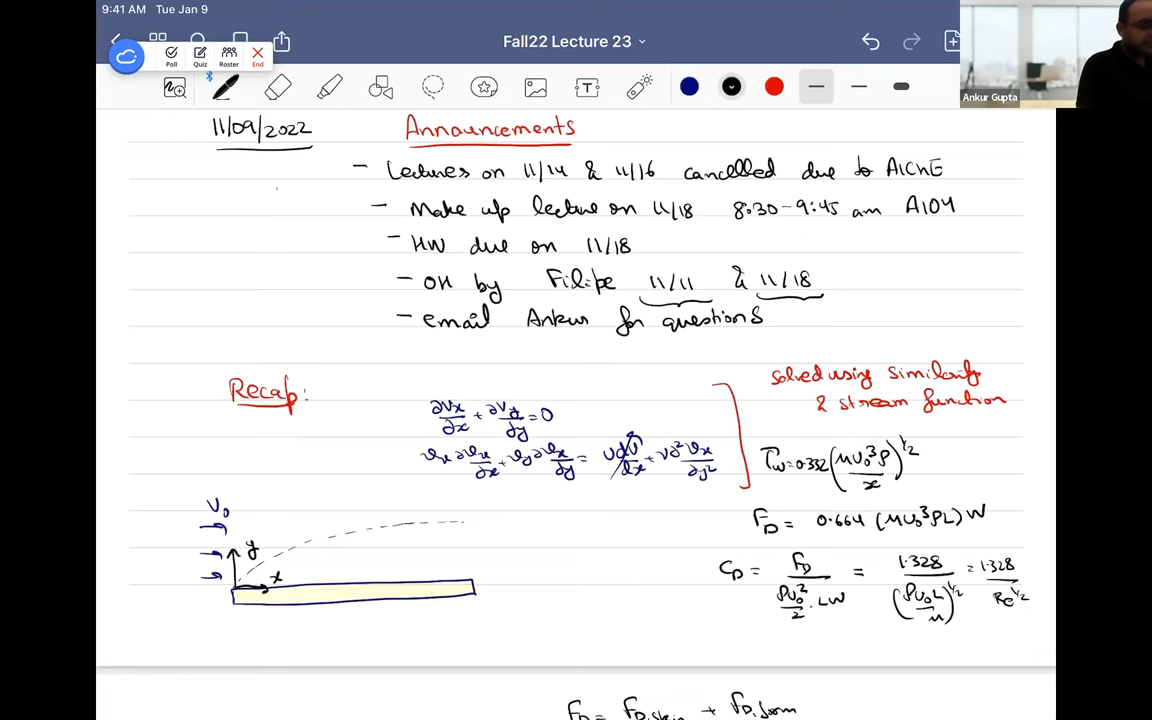 9:41 AM Tue Jan 9
Fall22 Lecture 23
Poll Quiz Roster End
Ankur Gupta
11/09/2022 Announcements
- Lectures on 11/14 & 11/16 cancelled due to AIChE
- Make up lecture on 11/18 8:30-9:45 am A104
- HW due on 11/18
- OH by Filipe 11/11 & 11/18
- email Ankur for questions
Recap:
solved using similarity
& stream function
∂Vx/∂x + ∂Vy/∂y = 0
Vx ∂Vx/∂x + Vy ∂Vx/∂y = U dU/dx + ν ∂²Vx/∂y²
τw = 0.332 (μU₀³ρ/x)^1/2
U₀
y
x
FD = 0.664 (μU₀³ρL) W
CD = FD/(ρU₀²/2 · LW) = 1.328/(ρU₀L/μ)^1/2 = 1.328/Re^1/2
FD = FD,skin + FD,form